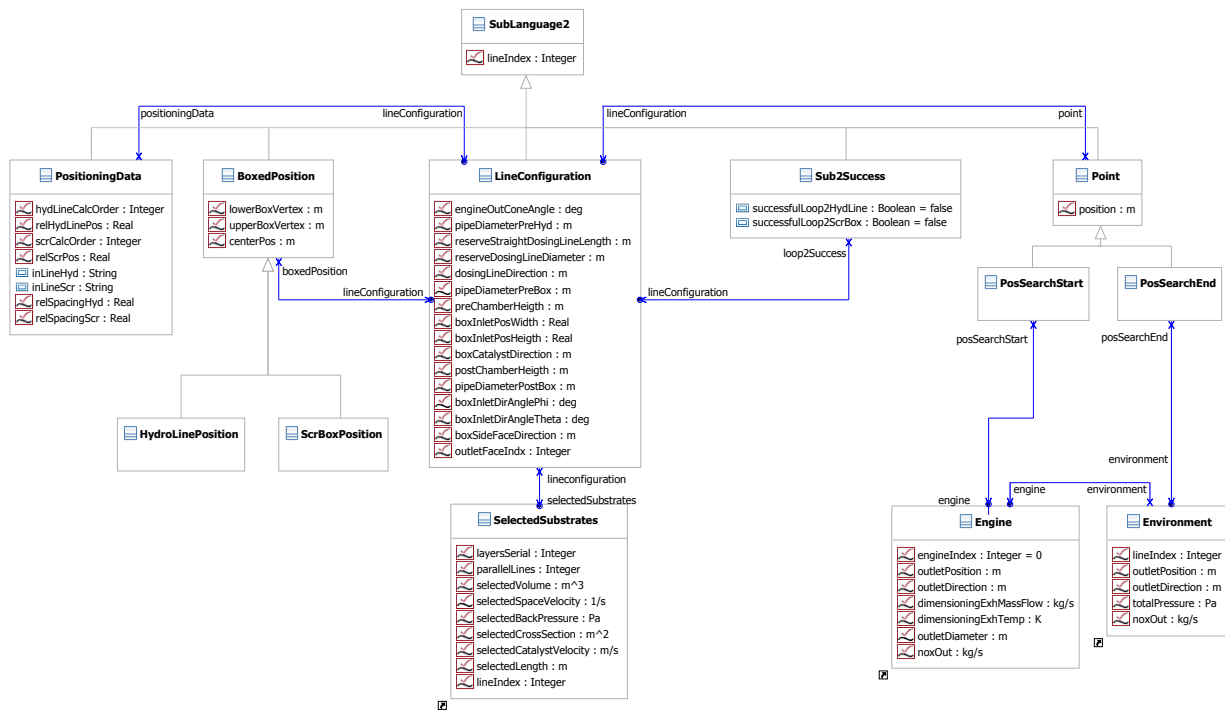 SubLanguage2
lineIndex : Integer
positioningData
lineConfiguration
lineConfiguration
point
PositioningData
hydLineCalcOrder : Integer
relHydLinePos : Real
scrCalcOrder : Integer
relScrPos : Real
inLineHyd : String
inLineScr : String
relSpacingHyd : Real
relSpacingScr : Real
BoxedPosition
lowerBoxVertex : m
upperBoxVertex : m
centerPos : m
boxedPosition
lineConfiguration
LineConfiguration
engineOutConeAngle : deg
pipeDiameterPreHyd : m
reserveStraightDosingLineLength : m
reserveDosingLineDiameter : m
dosingLineDirection : m
pipeDiameterPreBox : m
preChamberHeigth : m
boxInletPosWidth : Real
boxInletPosHeigth : Real
boxCatalystDirection : m
postChamberHeigth : m
pipeDiameterPostBox : m
boxInletDirAnglePhi : deg
boxInletDirAngleTheta : deg
boxSideFaceDirection : m
outletFaceIndx : Integer
Sub2Success
successfulLoop2HydLine : Boolean = false
successfulLoop2ScrBox : Boolean = false
loop2Success
lineConfiguration
Point
position : m
PosSearchStart
PosSearchEnd
posSearchStart
posSearchEnd
HydroLinePosition
ScrBoxPosition
lineconfiguration
selectedSubstrates
environment
engine
environment
engine
SelectedSubstrates
layersSerial : Integer
parallelLines : Integer
selectedVolume : m^3
selectedSpaceVelocity : 1/s
selectedBackPressure : Pa
selectedCrossSection : m^2
selectedCatalystVelocity : m/s
selectedLength : m
lineIndex : Integer
Engine
engineIndex : Integer = 0
outletPosition : m
outletDirection : m
dimensioningExhMassFlow : kg/s
dimensioningExhTemp : K
outletDiameter : m
noxOut : kg/s
Environment
lineIndex : Integer
outletPosition : m
outletDirection : m
totalPressure : Pa
noxOut : kg/s